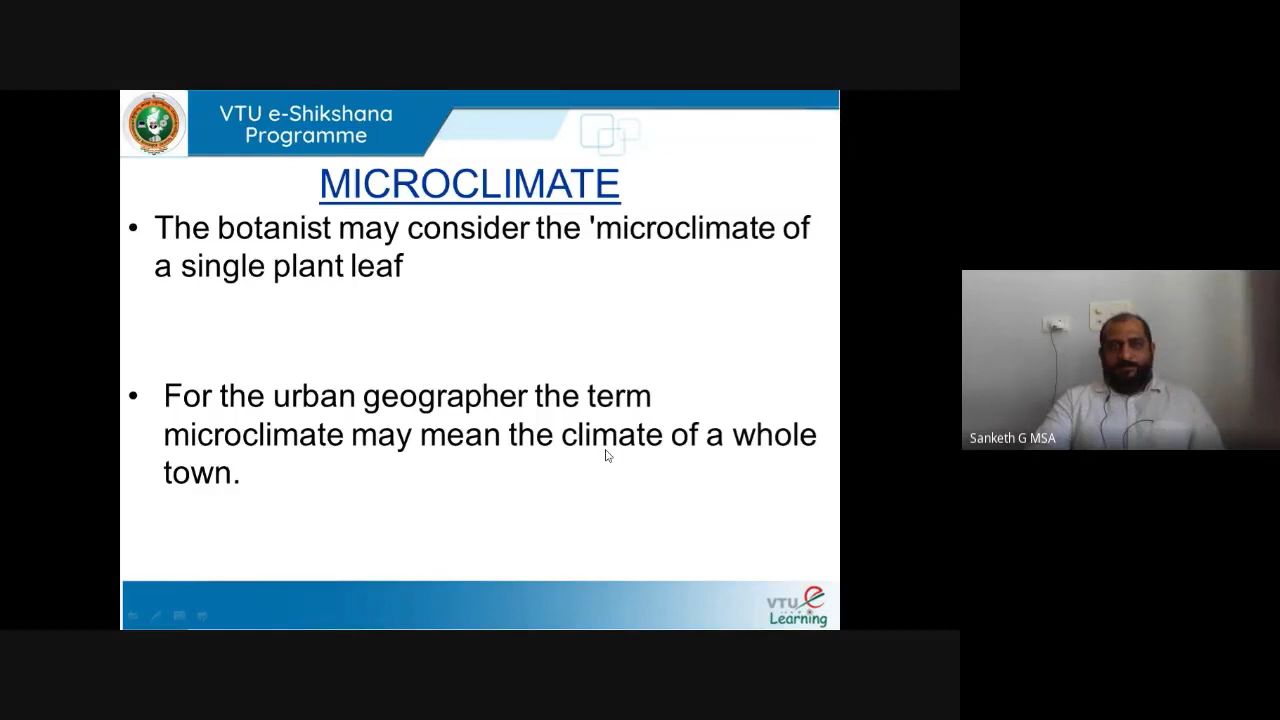 VTU e-Shikshana
Programme
MICROCLIMATE
• The botanist may consider the 'microclimate of
a single plant leaf
• For the urban geographer the term
microclimate may mean the climate of a whole
town.
Sanketh G MSA
VTU e
Learning